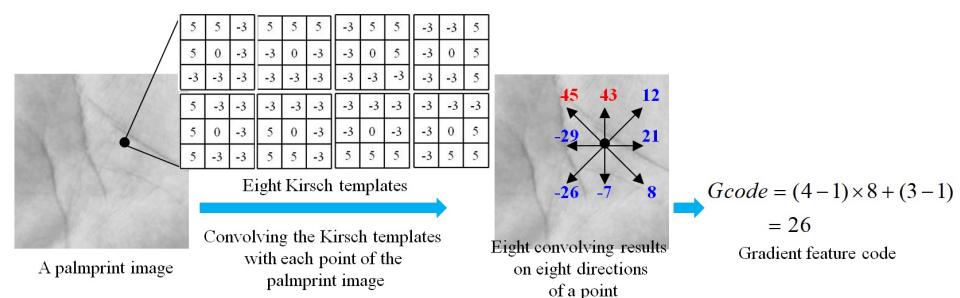 5 5 -3 5 5 5 -3 5 5 -3 -3 5
5 0 -3 -3 0 -3 -3 0 5 -3 0 5
-3 -3 -3 -3 -3 -3 -3 -3 -3 -3 -3 5
5 -3 -3 -3 -3 -3 -3 -3 -3 -3 -3 -3
5 0 -3 5 0 -3 -3 0 -3 -3 0 5
5 -3 -3 5 5 -3 5 5 5 -3 5 5
A palmprint image
Eight Kirsch templates
Convolving the Kirsch templates
with each point of the
palmprint image
45 43 12
-29 21
-26 -7 8
Eight convolving results
on eight directions
of a point
Gcode = (4−1)×8+(3−1)
= 26
Gradient feature code